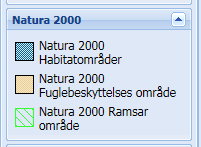 Natura 2000
Natura 2000
Habitatområder
Natura 2000
Fuglebeskyttelses område
Natura 2000 Ramsar
område